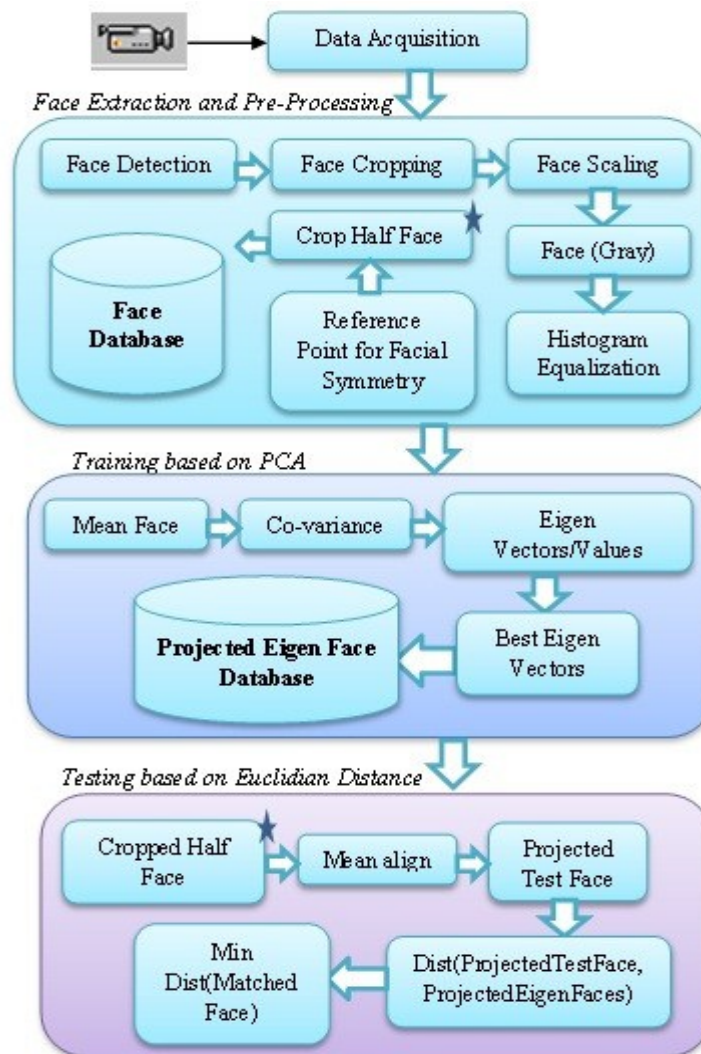 Data Acquisition
Face Extraction and Pre-Processing
Face Detection
Face Cropping
Face Scaling
Crop Half Face
Face (Gray)
Face
Database
Reference
Point for Facial
Symmetry
Histogram
Equalization
Training based on PCA
Mean Face
Co-variance
Eigen
Vectors/Values
Projected Eigen Face
Database
Best Eigen
Vectors
Testing based on Euclidian Distance
Cropped Half
Face
Mean align
Projected
Test Face
Min
Dist(Matched
Face)
Dist(ProjectedTestFace,
ProjectedEigenFaces)